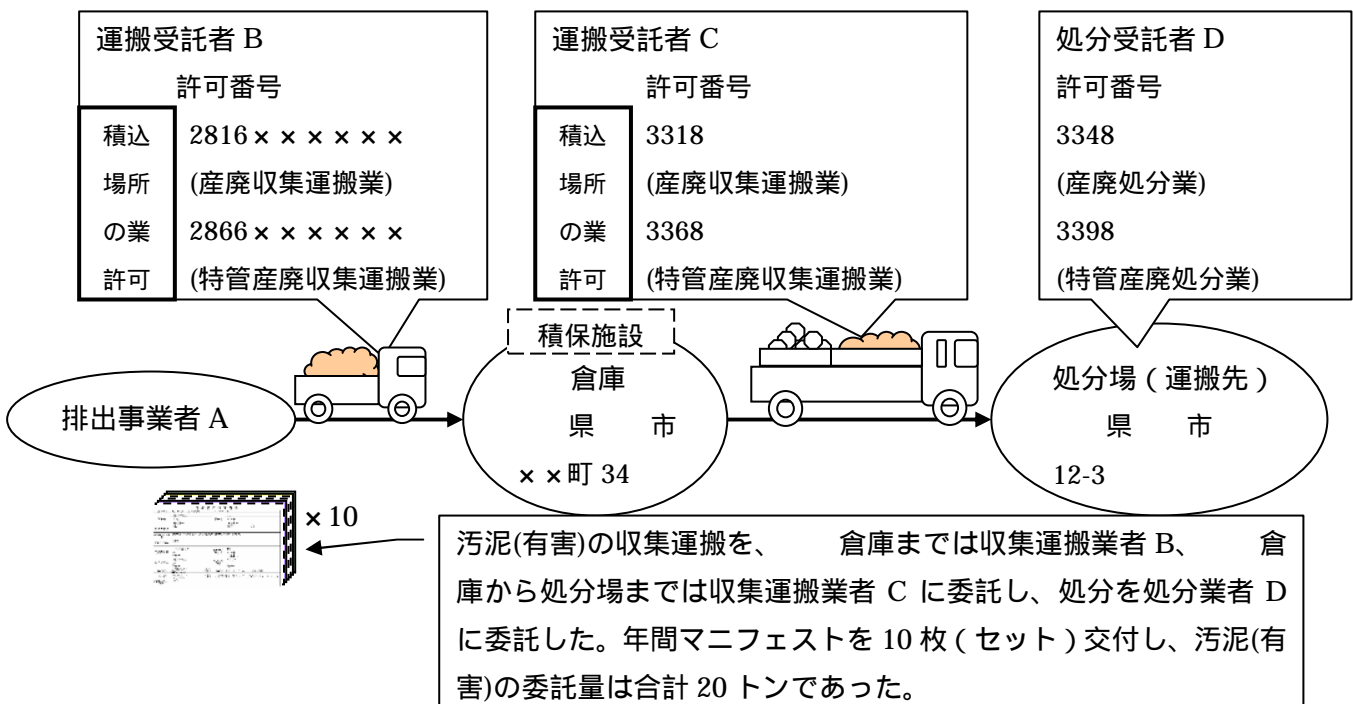 運搬受託者 B
許可番号
積込
場所
の業
許可
2816××××××
(産廃収集運搬業)
2866××××××
(特管産廃収集運搬業)
運搬受託者 C
許可番号
積込
場所
の業
許可
3318
(産廃収集運搬業)
3368
(特管産廃収集運搬業)
処分受託者 D
許可番号
3348
(産廃処分業)
3398
(特管産廃処分業)
排出事業者 A
積保施設
倉庫
県 市
××町 34
処分場(運搬先)
県 市
12-3
×10
汚泥(有害)の収集運搬を、 倉庫までは収集運搬業者 B、 倉
庫から処分場までは収集運搬業者 C に委託し、処分を処分業者 D
に委託した。年間マニフェストを 10 枚(セット)交付し、汚泥(有
害)の委託量は合計 20 トンであった。